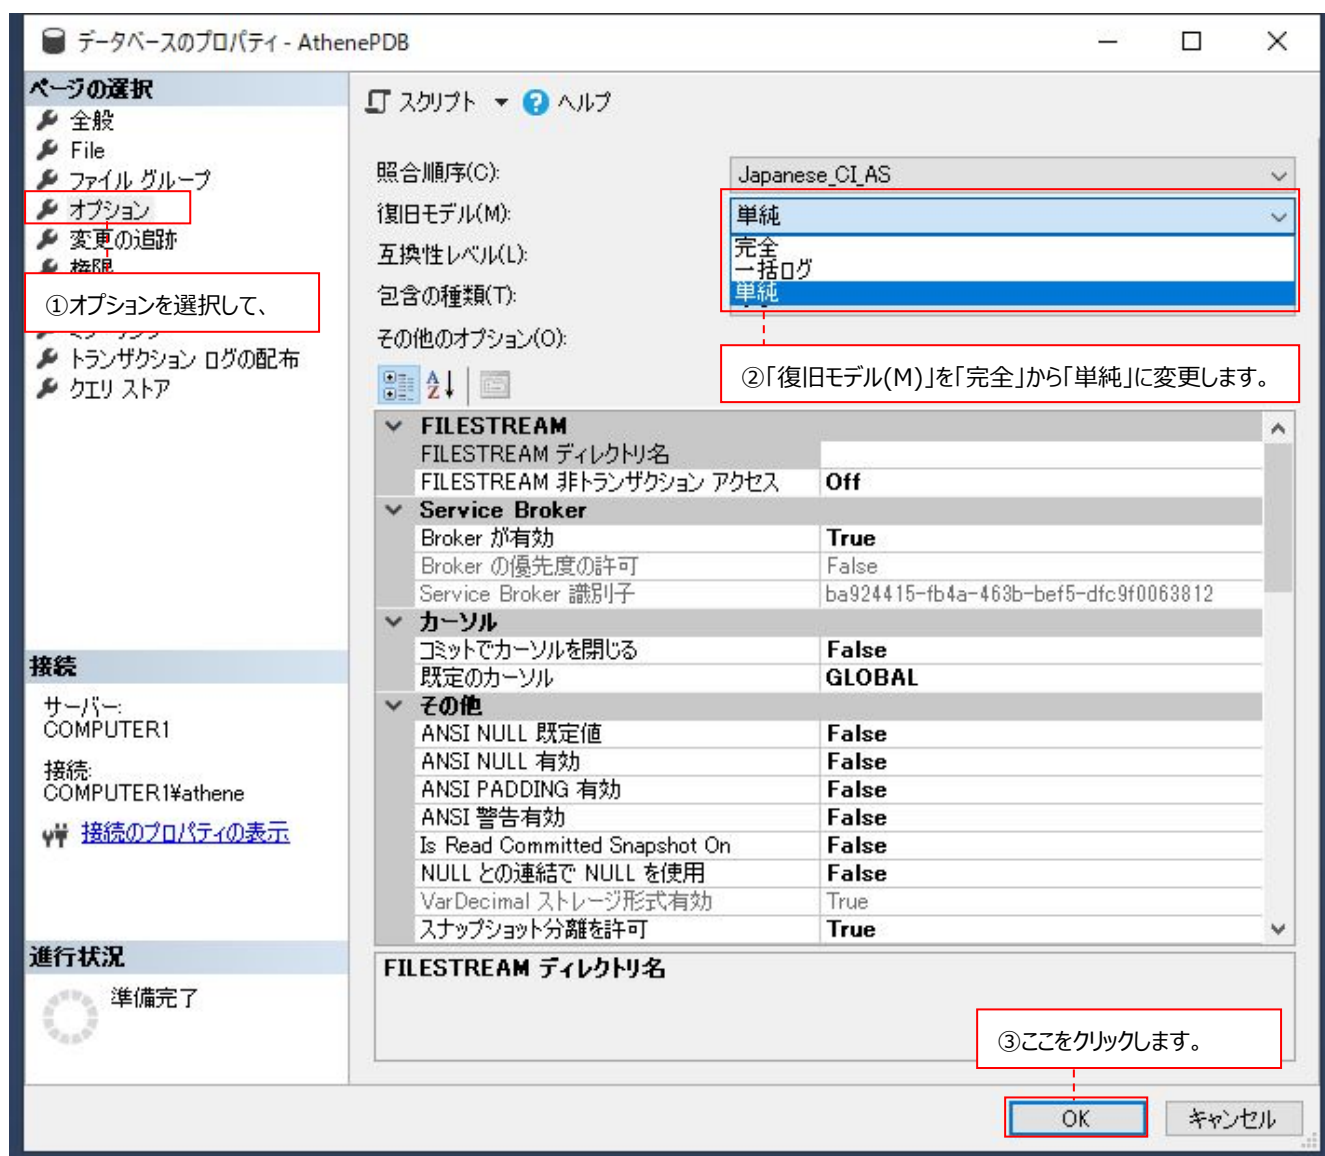 データベースのプロパティ - AthenePDB
ページの選択
全般
File
ファイル グループ
オプション
変更の追跡
権限
①オプションを選択して、
トランザクション ログの配布
クエリ ストア
スクリプト
ヘルプ
照合順序(C):
Japanese_CI_AS
復旧モデル(M):
単純
完全
一括ログ
単純
互換性レベル(L):
包含の種類(T):
その他のオプション(O):
②「復旧モデル(M)」を「完全」から「単純」に変更します。
FILESTREAM
FILESTREAM ディレクトリ名
FILESTREAM 非トランザクション アクセス Off
Service Broker
Broker が有効 True
Broker の優先度の許可 False
Service Broker 識別子 ba924415-fb4a-463b-bef5-dfc9f0063812
カーソル
コミットでカーソルを閉じる False
既定のカーソル GLOBAL
その他
ANSI NULL 既定値 False
ANSI NULL 有効 False
ANSI PADDING 有効 False
ANSI 警告有効 False
Is Read Committed Snapshot On False
NULL との連結で NULL を使用 False
VarDecimal ストレージ形式有効 True
スナップショット分離を許可 True
FILESTREAM ディレクトリ名
接続
サーバー:
COMPUTER1
接続:
COMPUTER1¥athene
接続のプロパティの表示
進行状況
準備完了
③ここをクリックします。
OK
キャンセル